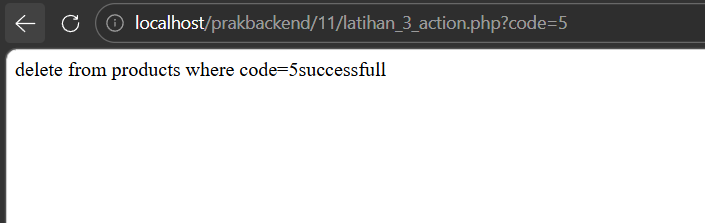 localhost/prakbackend/11/latihan_3_action.php?code=5
delete from products where code=5successfull